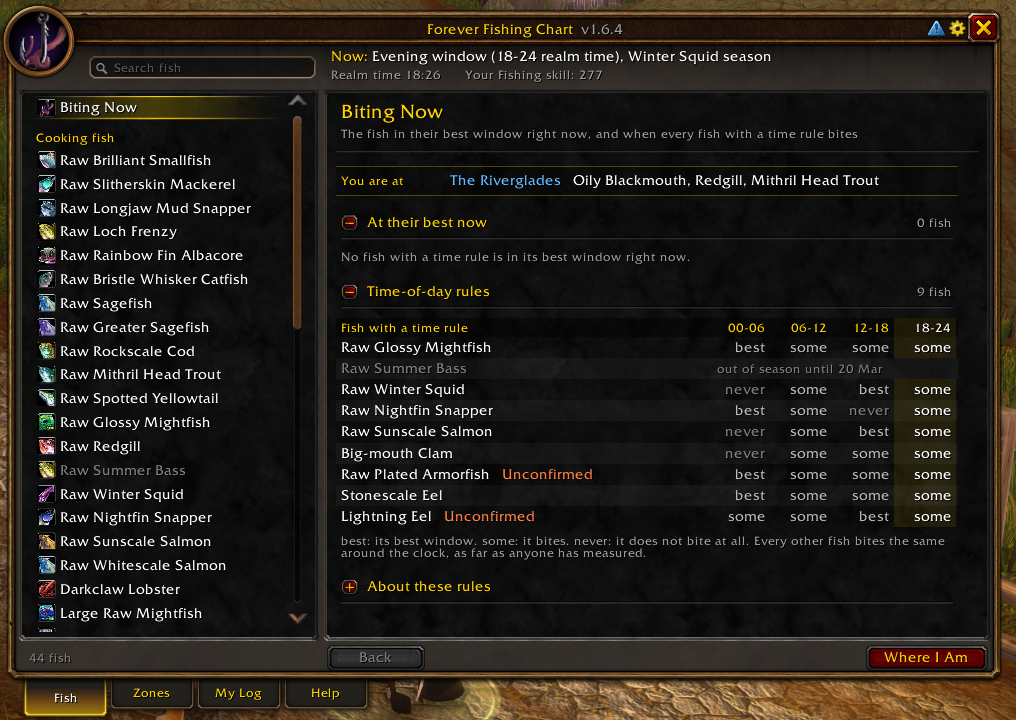 Forever Fishing Chart v1.6.4
Search fish
Now: Evening window (18-24 realm time), Winter Squid season
Realm time 18:26 Your Fishing skill: 277
Biting Now
Cooking fish
Raw Brilliant Smallfish
Raw Slitherskin Mackerel
Raw Longjaw Mud Snapper
Raw Loch Frenzy
Raw Rainbow Fin Albacore
Raw Bristle Whisker Catfish
Raw Sagefish
Raw Greater Sagefish
Raw Rockscale Cod
Raw Mithril Head Trout
Raw Spotted Yellowtail
Raw Glossy Mightfish
Raw Redgill
Raw Summer Bass
Raw Winter Squid
Raw Nightfin Snapper
Raw Sunscale Salmon
Raw Whitescale Salmon
Darkclaw Lobster
Large Raw Mightfish
44 fish
Biting Now
The fish in their best window right now, and when every fish with a time rule bites
You are at The Riverglades Oily Blackmouth, Redgill, Mithril Head Trout
At their best now 0 fish
No fish with a time rule is in its best window right now.
Time-of-day rules 9 fish
Fish with a time rule 00-06 06-12 12-18 18-24
Raw Glossy Mightfish best some some some
Raw Summer Bass out of season until 20 Mar
Raw Winter Squid never some best some
Raw Nightfin Snapper best some never some
Raw Sunscale Salmon never some best some
Big-mouth Clam never some some some
Raw Plated Armorfish Unconfirmed best some some some
Stonescale Eel best some some some
Lightning Eel Unconfirmed some some best some
best: its best window. some: it bites. never: it does not bite at all. Every other fish bites the same
around the clock, as far as anyone has measured.
About these rules
Back
Where I Am
Fish
Zones
My Log
Help